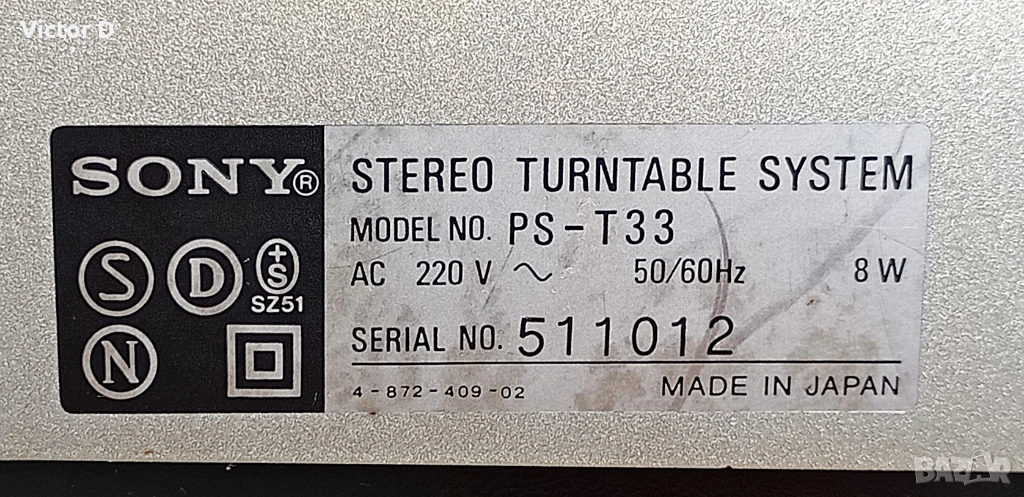 Victor D
SONY®
STEREO TURNTABLE SYSTEM
MODEL NO. PS-T33
AC 220 V ~ 50/60Hz 8 W
SERIAL NO. 511012
4-872-409-02 MADE IN JAPAN
S D +S
SZ51
N
BAZAR